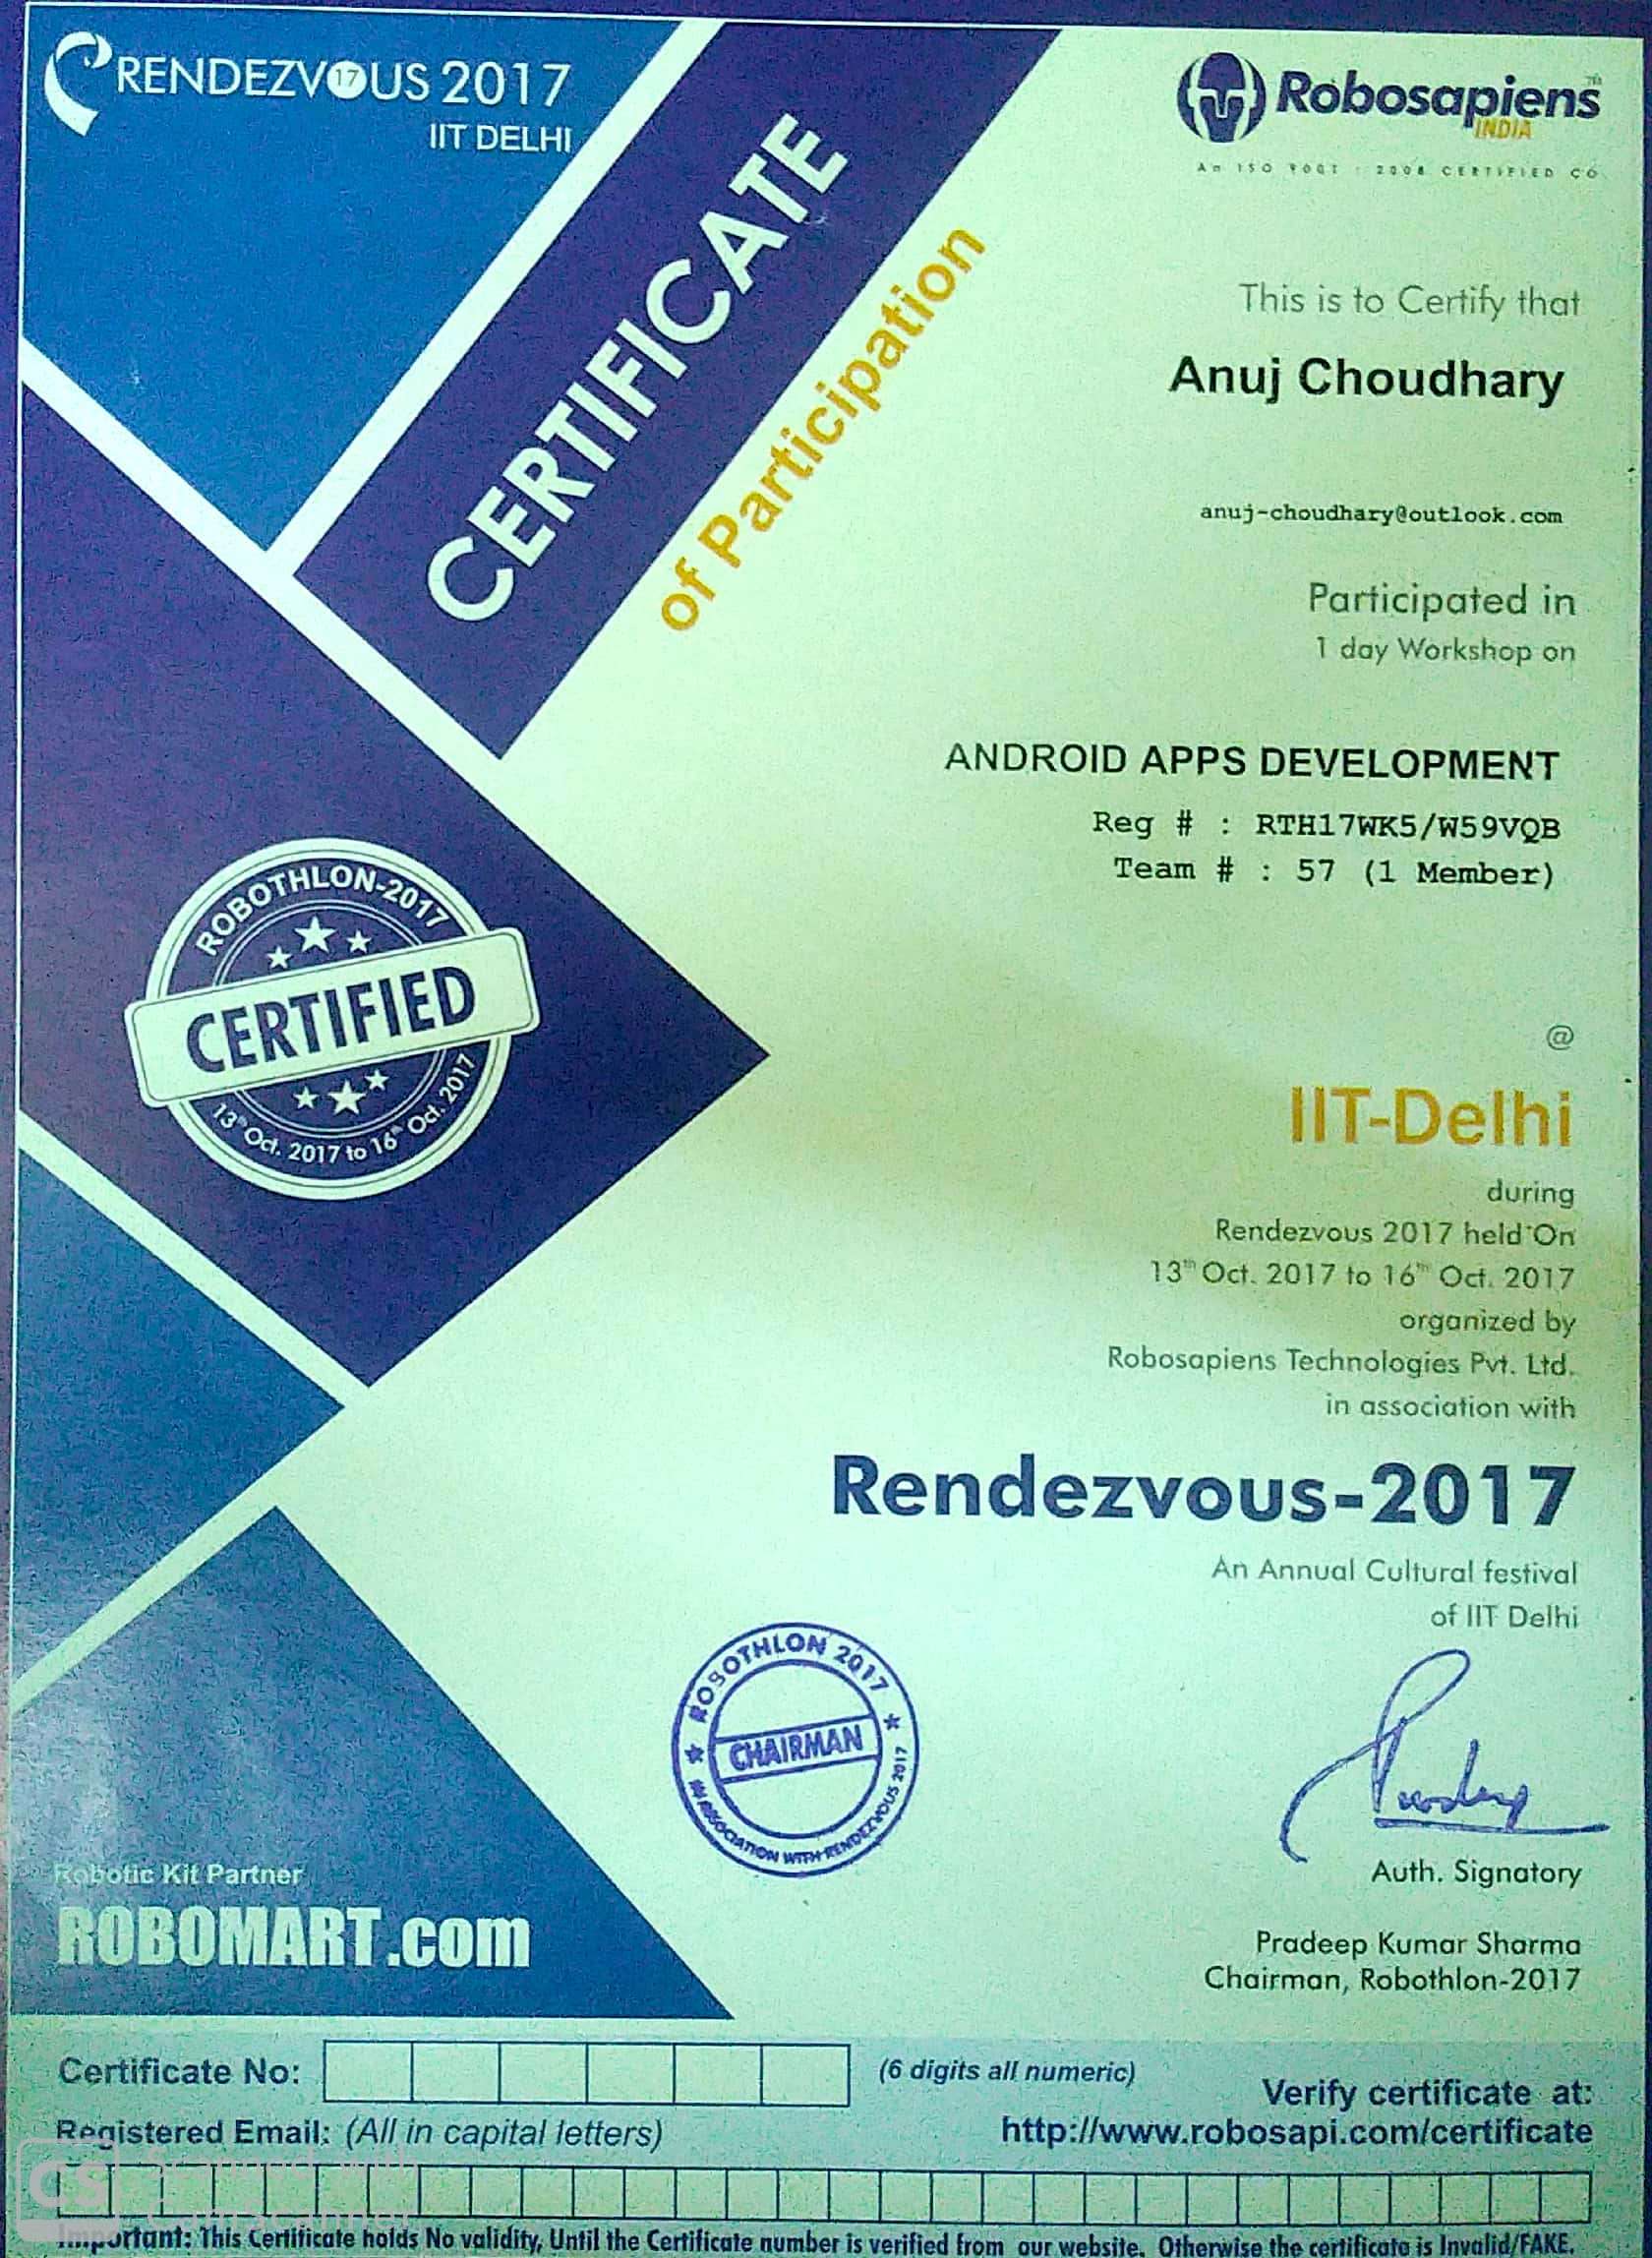 RENDEZVOUS 2017
17
IIT DELHI
Robosapiens
TM
INDIA
An ISO 9001 : 2008 CERTIFIED CO
CERTIFICATE
of Participation
This is to Certify that
Anuj Choudhary
anuj-choudhary@outlook.com
Participated in
1 day Workshop on
ANDROID APPS DEVELOPMENT
Reg # : RTH17WK5/W59VQB
Team # : 57 (1 Member)
ROBOTHLON-2017
CERTIFIED
13th Oct. 2017 to 16th Oct. 2017
@
IIT-Delhi
during
Rendezvous 2017 held On
13th Oct. 2017 to 16th Oct. 2017
organized by
Robosapiens Technologies Pvt. Ltd.
in association with
Rendezvous-2017
An Annual Cultural festival
of IIT Delhi
ROBOTHLON 2017
CHAIRMAN
IN ASSOCIATION WITH RENDEZVOUS 2017
Auth. Signatory
Pradeep Kumar Sharma
Chairman, Robothlon-2017
Robotic Kit Partner
ROBOMART.com
Certificate No:
(6 digits all numeric)
Verify certificate at:
Registered Email: (All in capital letters)
http://www.robosapi.com/certificate
CS
Scanned with
CamScanner
Important: This Certificate holds No validity, Until the Certificate number is verified from our website. Otherwise the certificate is Invalid/FAKE.